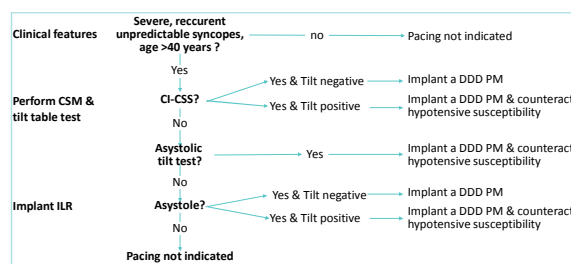 Severe, reccurent
unpredictable syncopes,
age >40 years ?
Clinical features
no
Pacing not indicated
Yes
Perform CSM &
tilt table test
CI-CSS?
Yes & Tilt negative
Implant a DDD PM
Yes & Tilt positive
Implant a DDD PM & counteract
hypotensive susceptibility
No
Asystolic
tilt test?
Yes
Implant a DDD PM & counteract
hypotensive susceptibility
No
Implant ILR
Asystole?
Yes & Tilt negative
Implant a DDD PM
Yes & Tilt positive
Implant a DDD PM & counteract
hypotensive susceptibility
No
Pacing not indicated